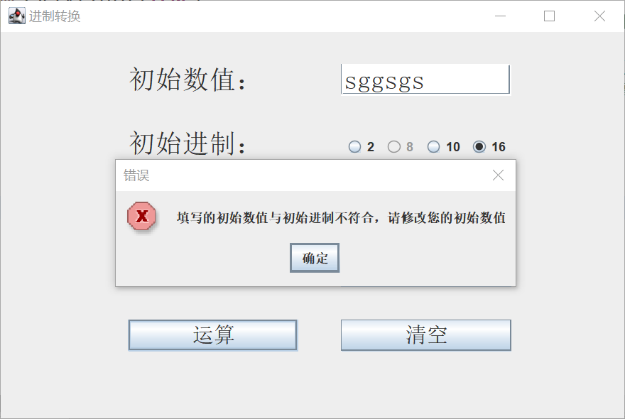 进制转换
初始数值：
sggsgs
初始进制：
2 8 10 16
错误
填写的初始数值与初始进制不符合，请修改您的初始数值
确定
运算 清空